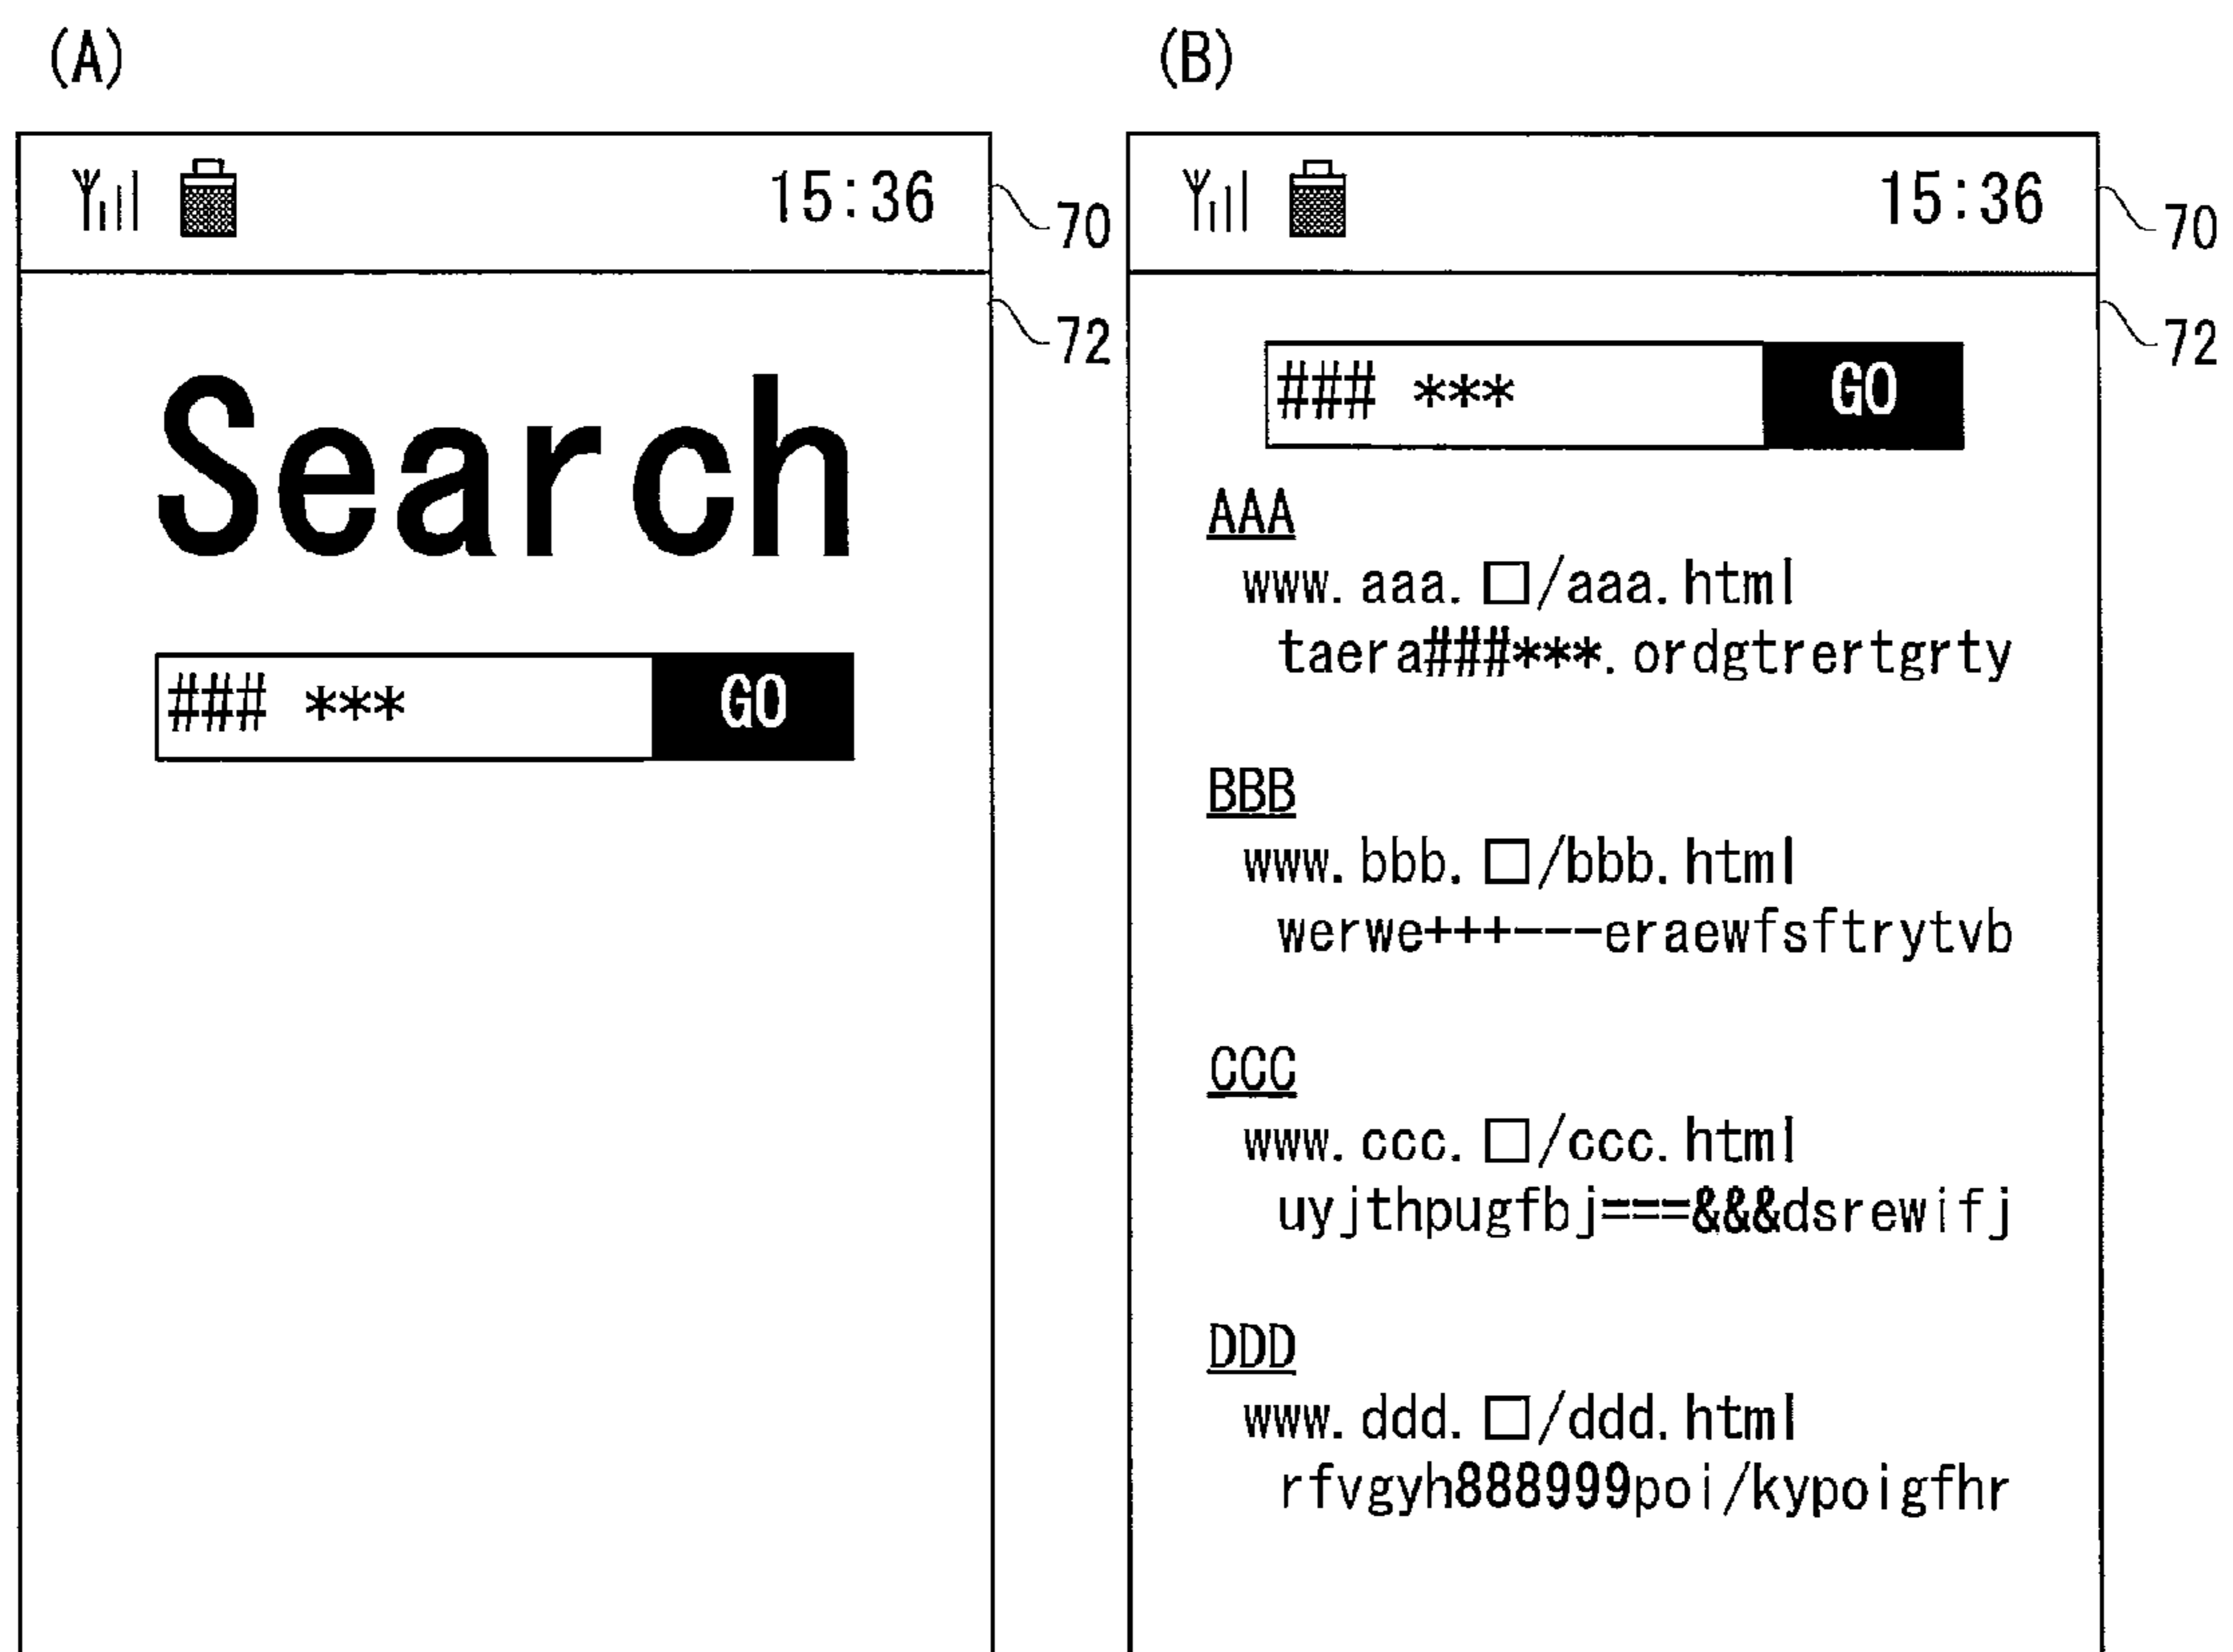 (A)
15:36
70
72
Search
### ***
GO
(B)
15:36
70
72
### ***
GO
AAA
www.aaa.□/aaa.html
taera###***.ordgtrertgrty
BBB
www.bbb.□/bbb.html
werwe+++---eraewfsftrytvb
CCC
www.ccc.□/ccc.html
uyjthpugfbj===&&&dsrewifj
DDD
www.ddd.□/ddd.html
rfvgyh888999poi/kypoigfhr